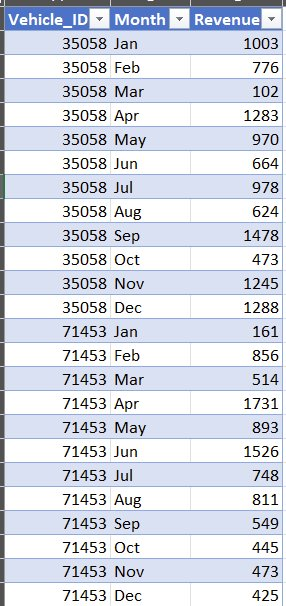 Vehicle_ID Month Revenue
35058 Jan 1003
35058 Feb 776
35058 Mar 102
35058 Apr 1283
35058 May 970
35058 Jun 664
35058 Jul 978
35058 Aug 624
35058 Sep 1478
35058 Oct 473
35058 Nov 1245
35058 Dec 1288
71453 Jan 161
71453 Feb 856
71453 Mar 514
71453 Apr 1731
71453 May 893
71453 Jun 1526
71453 Jul 748
71453 Aug 811
71453 Sep 549
71453 Oct 445
71453 Nov 473
71453 Dec 425